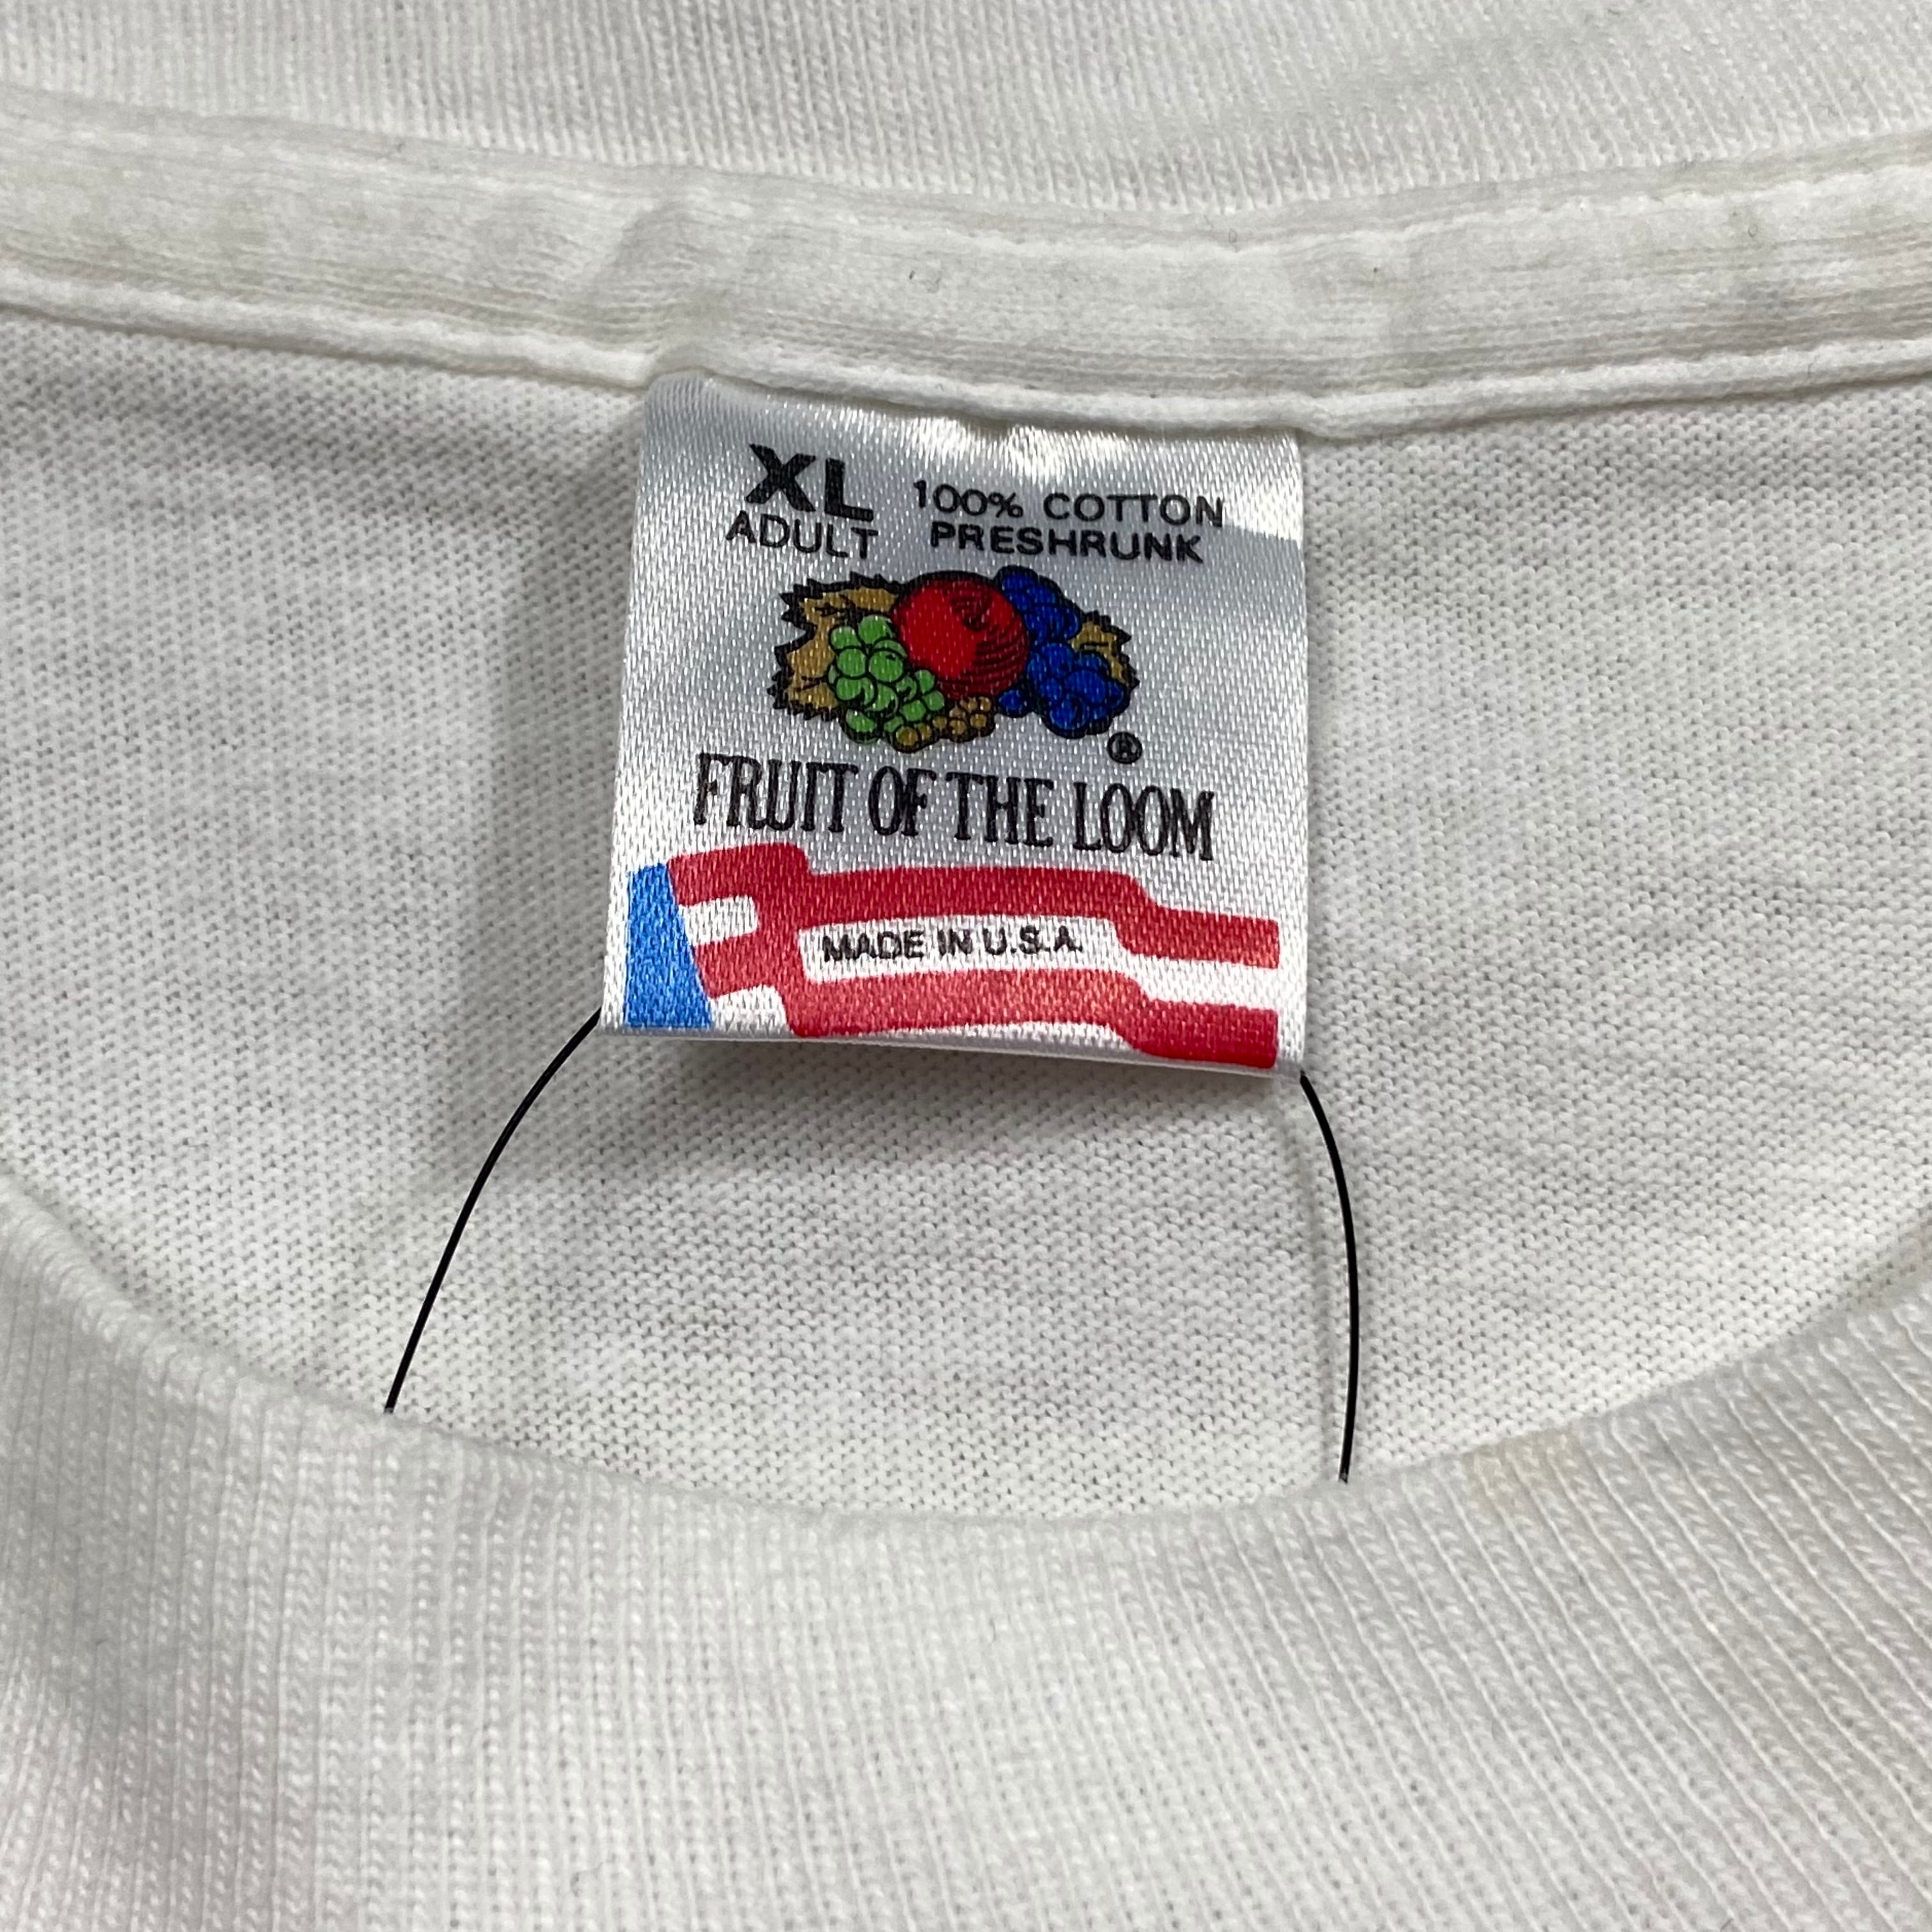 XL
ADULT
100% COTTON
PRESHRUNK
®
FRUIT OF THE LOOM
MADE IN U.S.A.